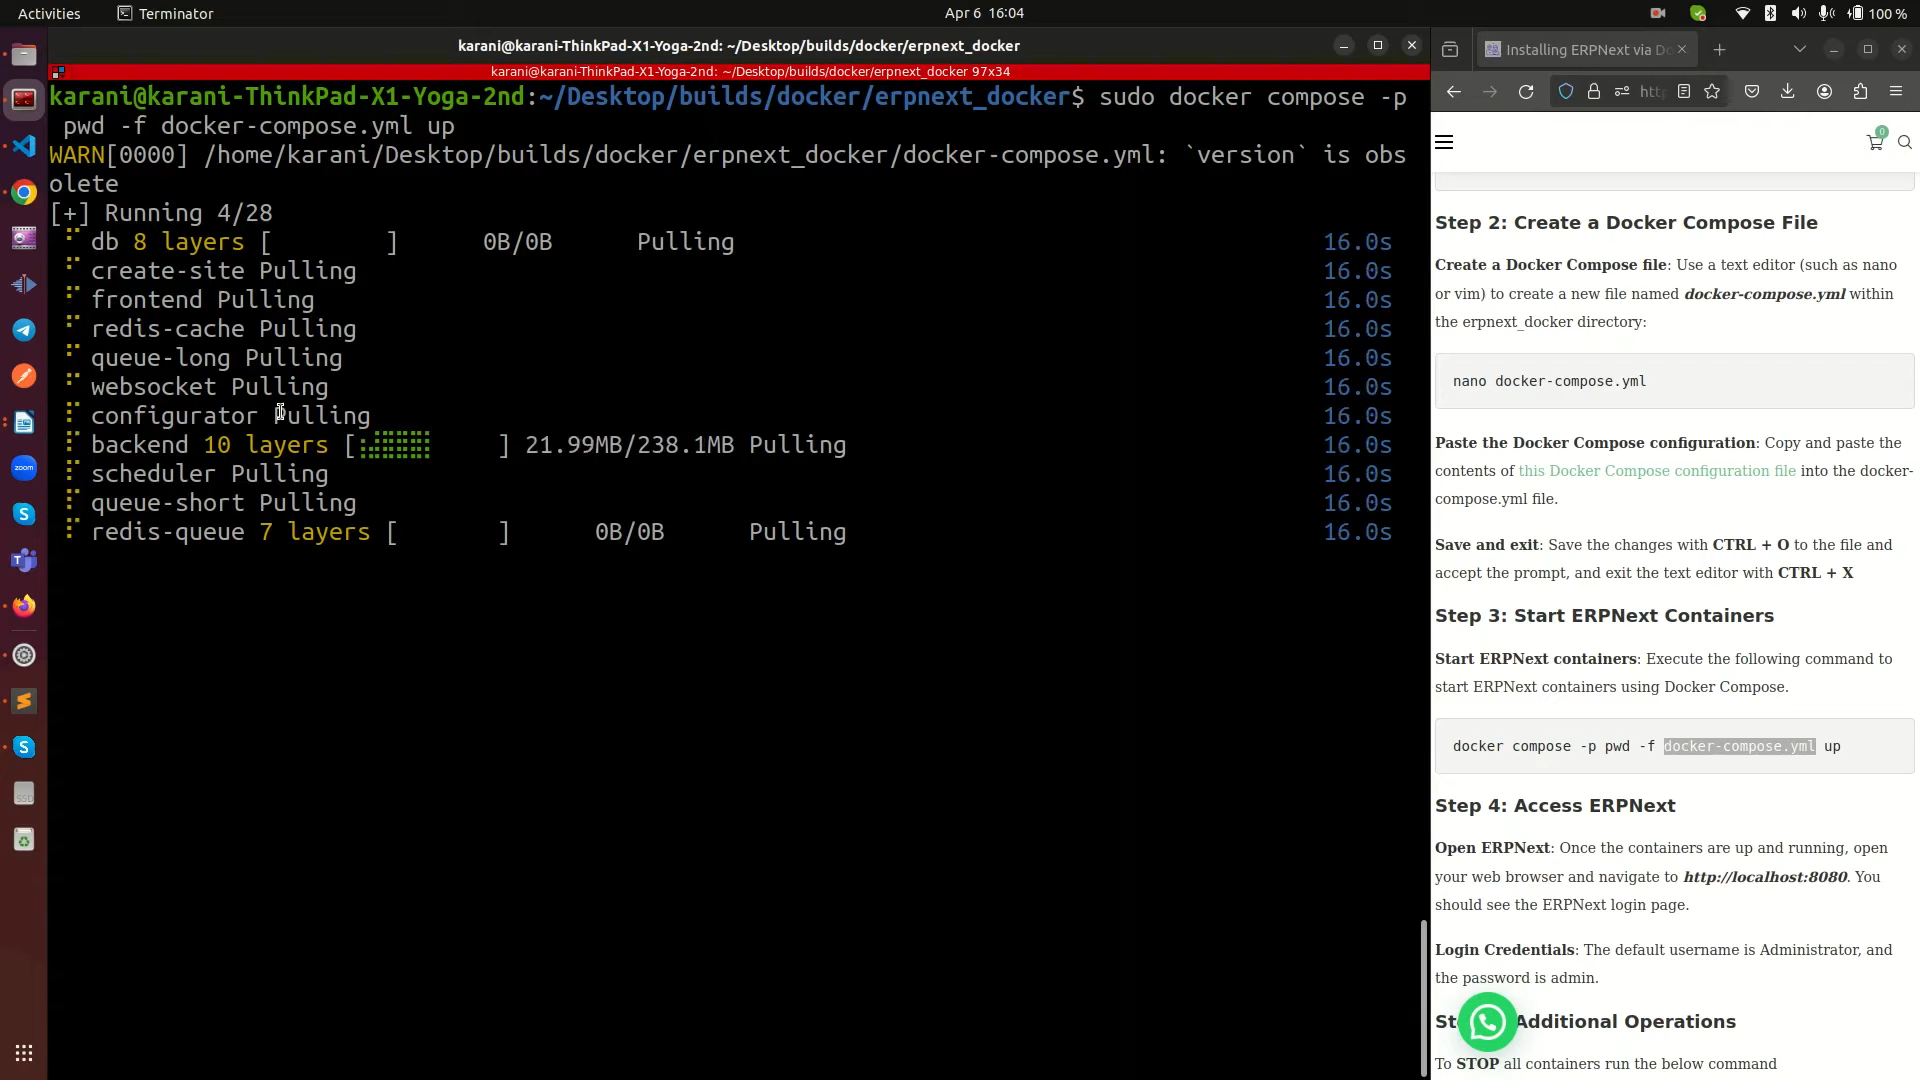 Activities
Terminator
Apr 6 16:04
100 %
karani@karani-ThinkPad-X1-Yoga-2nd: ~/Desktop/builds/docker/erpnext_docker
karani@karani-ThinkPad-X1-Yoga-2nd: ~/Desktop/builds/docker/erpnext_docker 97x34
karani@karani-ThinkPad-X1-Yoga-2nd:~/Desktop/builds/docker/erpnext_docker$ sudo docker compose -p
pwd -f docker-compose.yml up
WARN[0000] /home/karani/Desktop/builds/docker/erpnext_docker/docker-compose.yml: `version` is obs
olete
[+] Running 4/28
db 8 layers [ ] 0B/0B Pulling 16.0s
create-site Pulling 16.0s
frontend Pulling 16.0s
redis-cache Pulling 16.0s
queue-long Pulling 16.0s
websocket Pulling 16.0s
configurator Pulling 16.0s
backend 10 layers [⣠⣿⣿⣿⣿ ] 21.99MB/238.1MB Pulling 16.0s
scheduler Pulling 16.0s
queue-short Pulling 16.0s
redis-queue 7 layers [ ] 0B/0B Pulling 16.0s
zoom
SSD
Installing ERPNext via Do
http
0
Step 2: Create a Docker Compose File
Create a Docker Compose file: Use a text editor (such as nano
or vim) to create a new file named docker-compose.yml within
the erpnext_docker directory:
nano docker-compose.yml
Paste the Docker Compose configuration: Copy and paste the
contents of this Docker Compose configuration file into the docker-
compose.yml file.
Save and exit: Save the changes with CTRL + O to the file and
accept the prompt, and exit the text editor with CTRL + X
Step 3: Start ERPNext Containers
Start ERPNext containers: Execute the following command to
start ERPNext containers using Docker Compose.
docker compose -p pwd -f docker-compose.yml up
Step 4: Access ERPNext
Open ERPNext: Once the containers are up and running, open
your web browser and navigate to http://localhost:8080. You
should see the ERPNext login page.
Login Credentials: The default username is Administrator, and
the password is admin.
Additional Operations
To STOP all containers run the below command